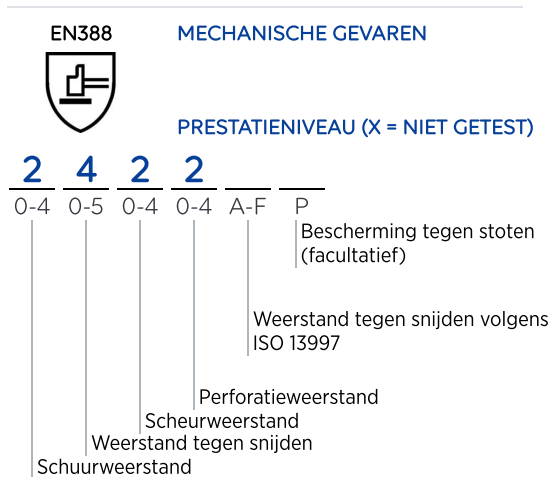 EN388 MECHANISCHE GEVAREN
PRESTATIENIVEAU (X = NIET GETEST)
2 4 2 2
0-4 0-5 0-4 0-4 A-F P
Bescherming tegen stoten
(facultatief)
Weerstand tegen snijden volgens
ISO 13997
Perforatieweerstand
Scheurweerstand
Weerstand tegen snijden
Schuurweerstand